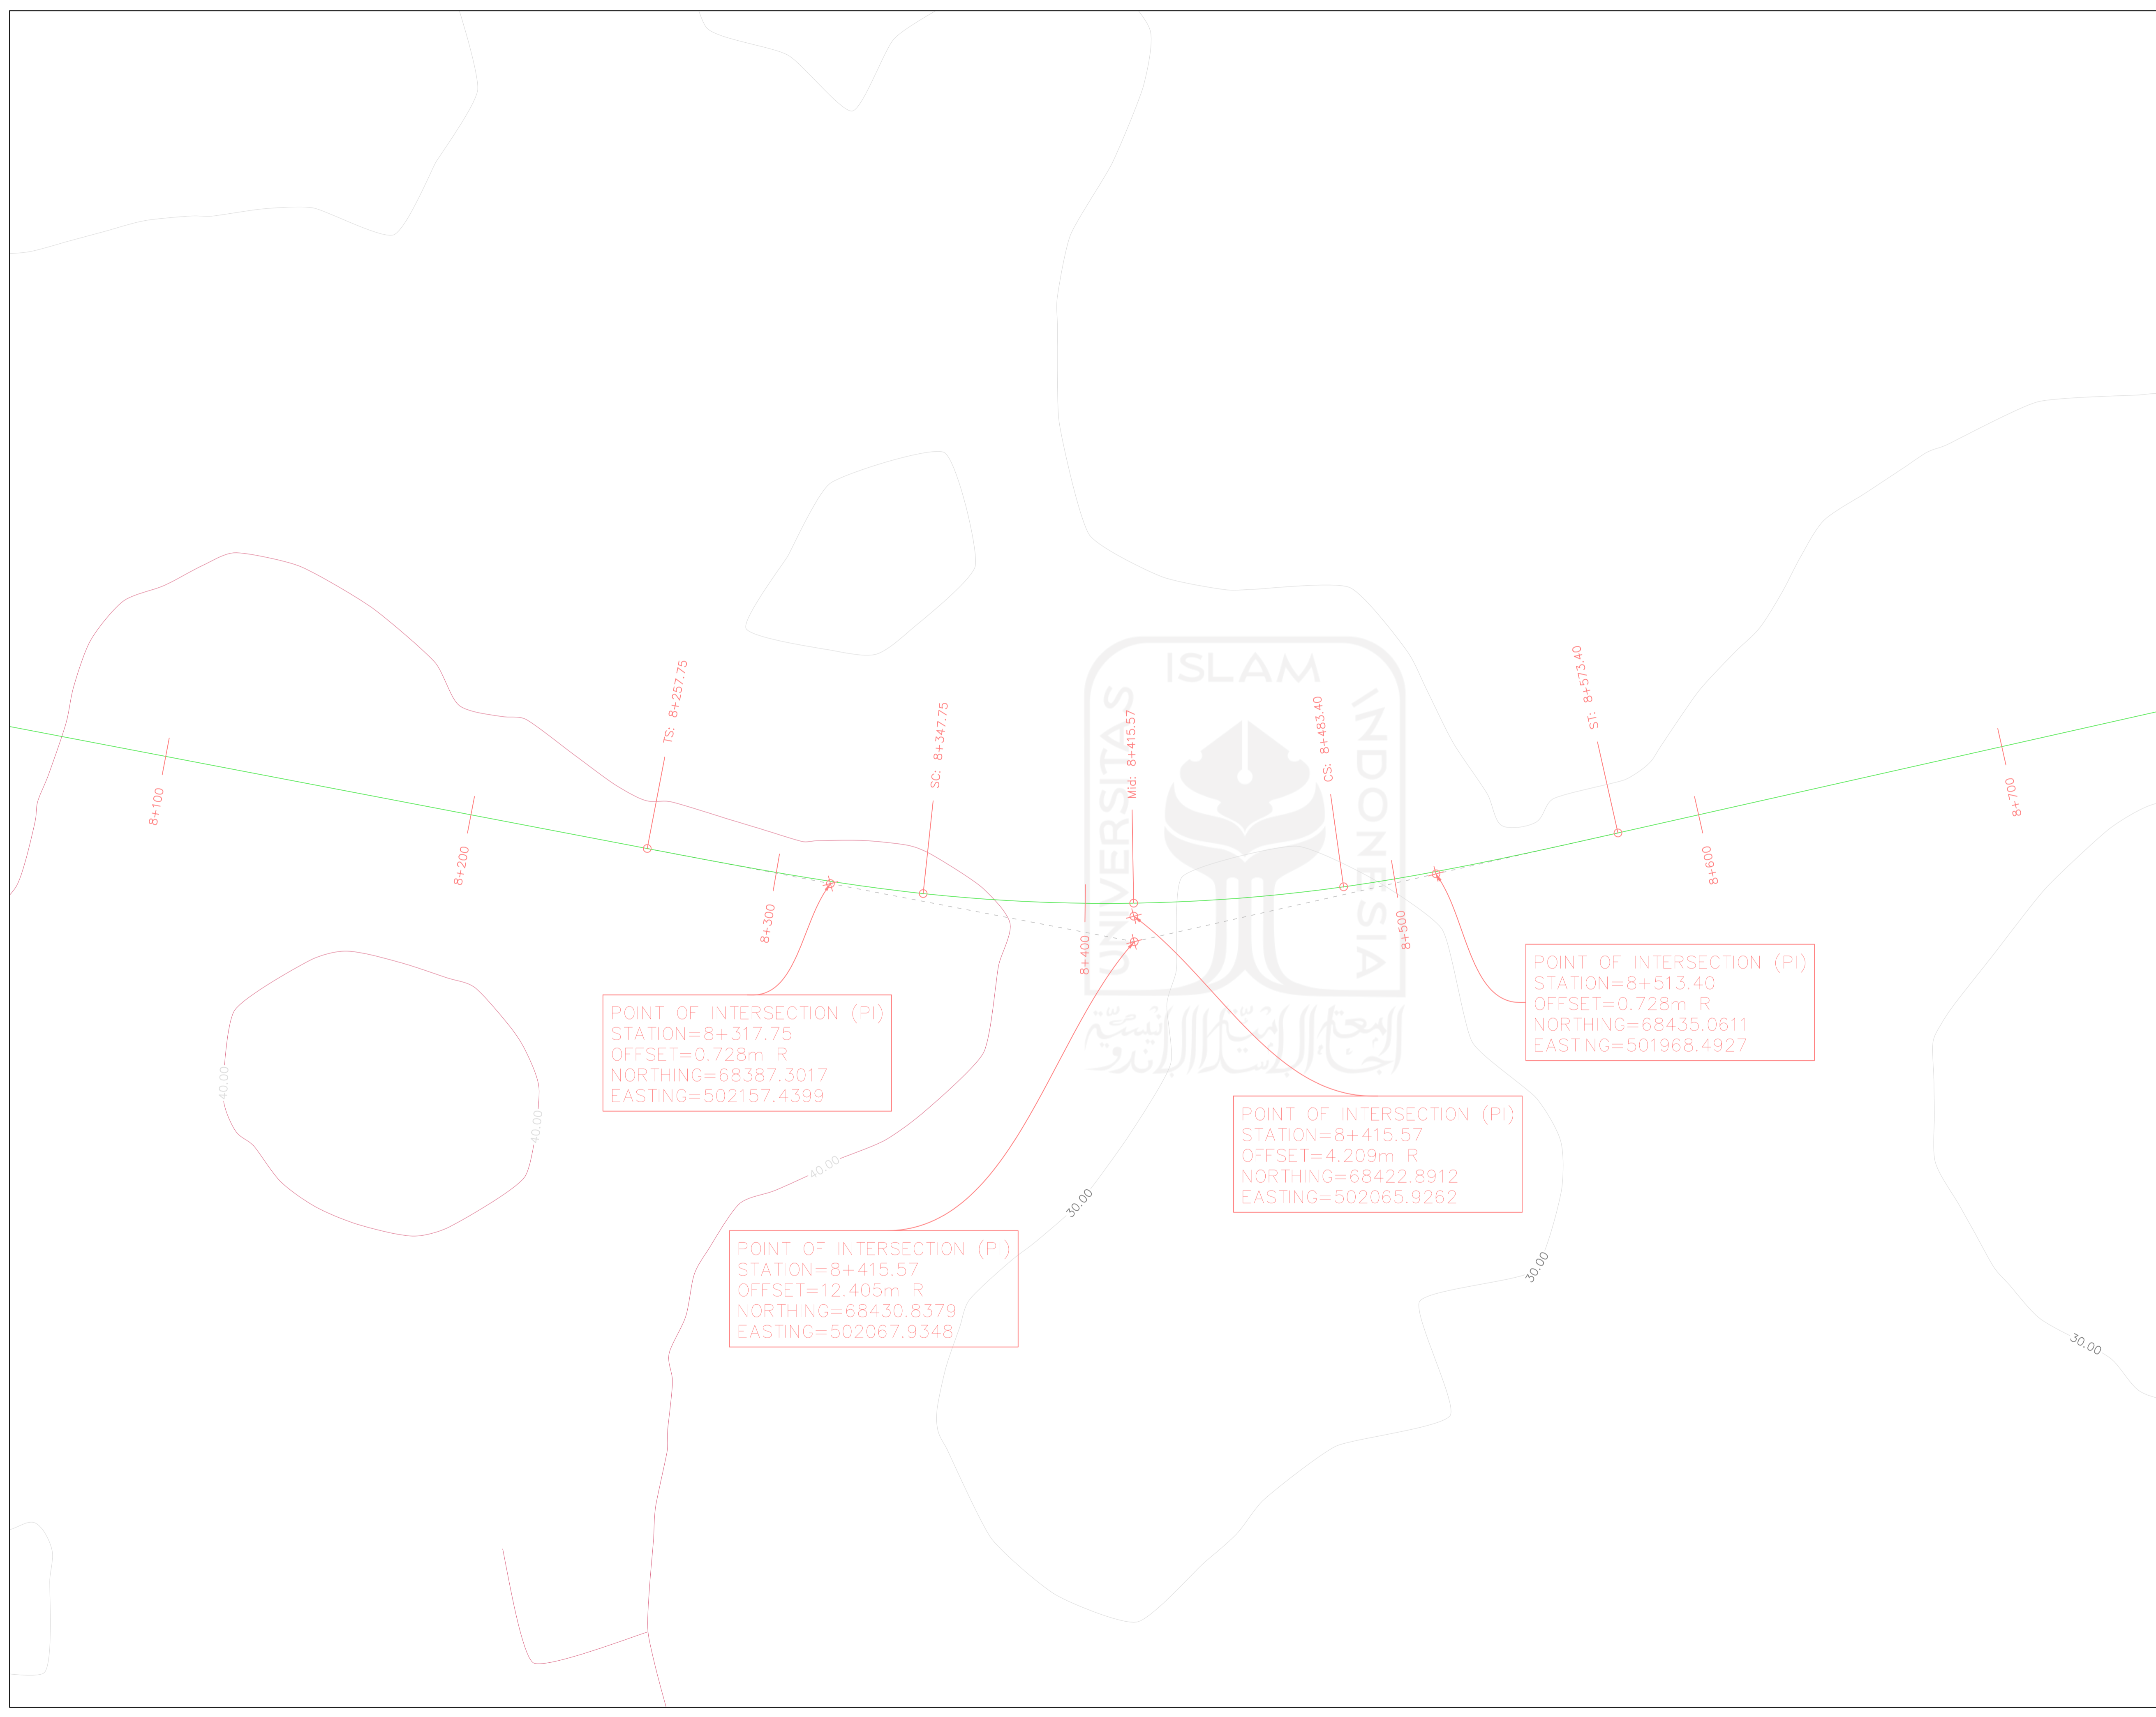 ISLAM
UNIVERSITAS
INDONESIA
8+100
8+200
TS: 8+257.75
8+300
SC: 8+347.75
8+400
Mid: 8+415.57
CS: 8+483.40
8+500
ST: 8+573.40
8+600
8+700
POINT OF INTERSECTION (PI)
STATION=8+317.75
OFFSET=0.728m R
NORTHING=68387.3017
EASTING=502157.4399
POINT OF INTERSECTION (PI)
STATION=8+513.40
OFFSET=0.728m R
NORTHING=68435.0611
EASTING=501968.4927
POINT OF INTERSECTION (PI)
STATION=8+415.57
OFFSET=4.209m R
NORTHING=68422.8912
EASTING=502065.9262
POINT OF INTERSECTION (PI)
STATION=8+415.57
OFFSET=12.405m R
NORTHING=68430.8379
EASTING=502067.9348
40.00
40.00
40.00
30.00
30.00
30.00